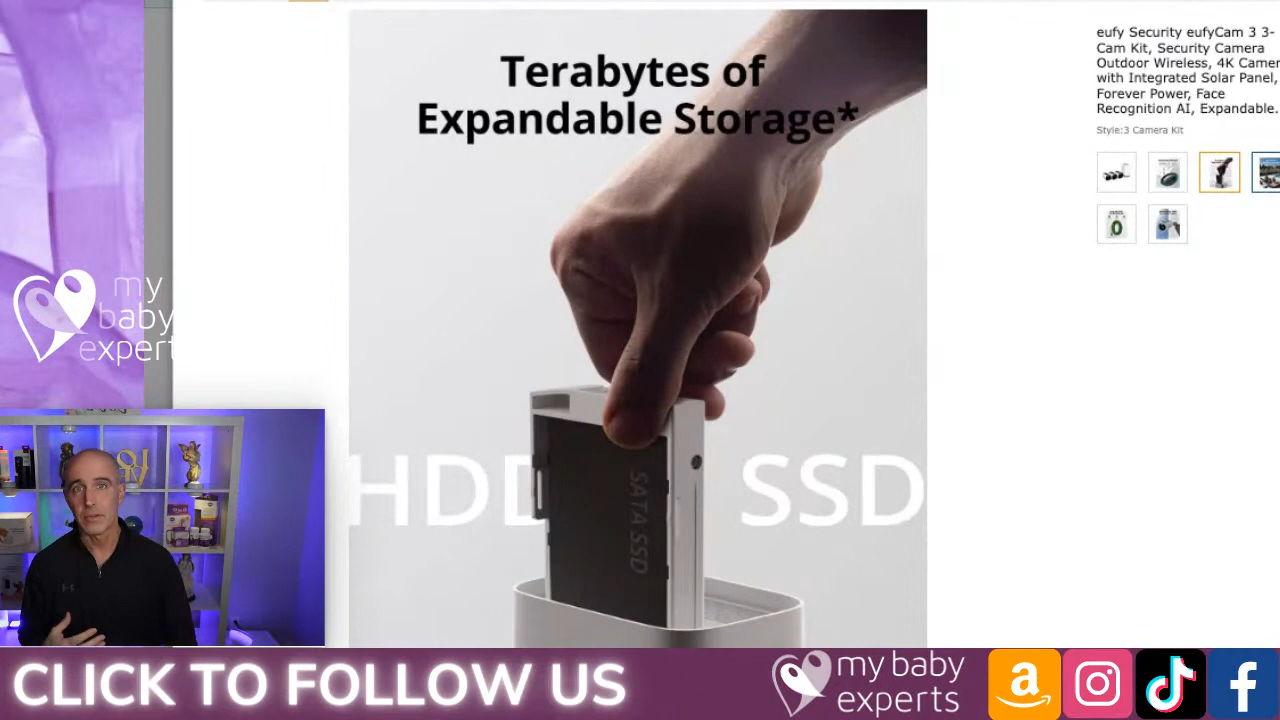 Terabytes of
Expandable Storage*
HDD SSD
SATA SSD
eufy Security eufyCam 3 3-
Cam Kit, Security Camera
Outdoor Wireless, 4K Camer
with Integrated Solar Panel,
Forever Power, Face
Recognition AI, Expandable.
Style:3 Camera Kit
my
baby
expert
CLICK TO FOLLOW US
my baby
experts